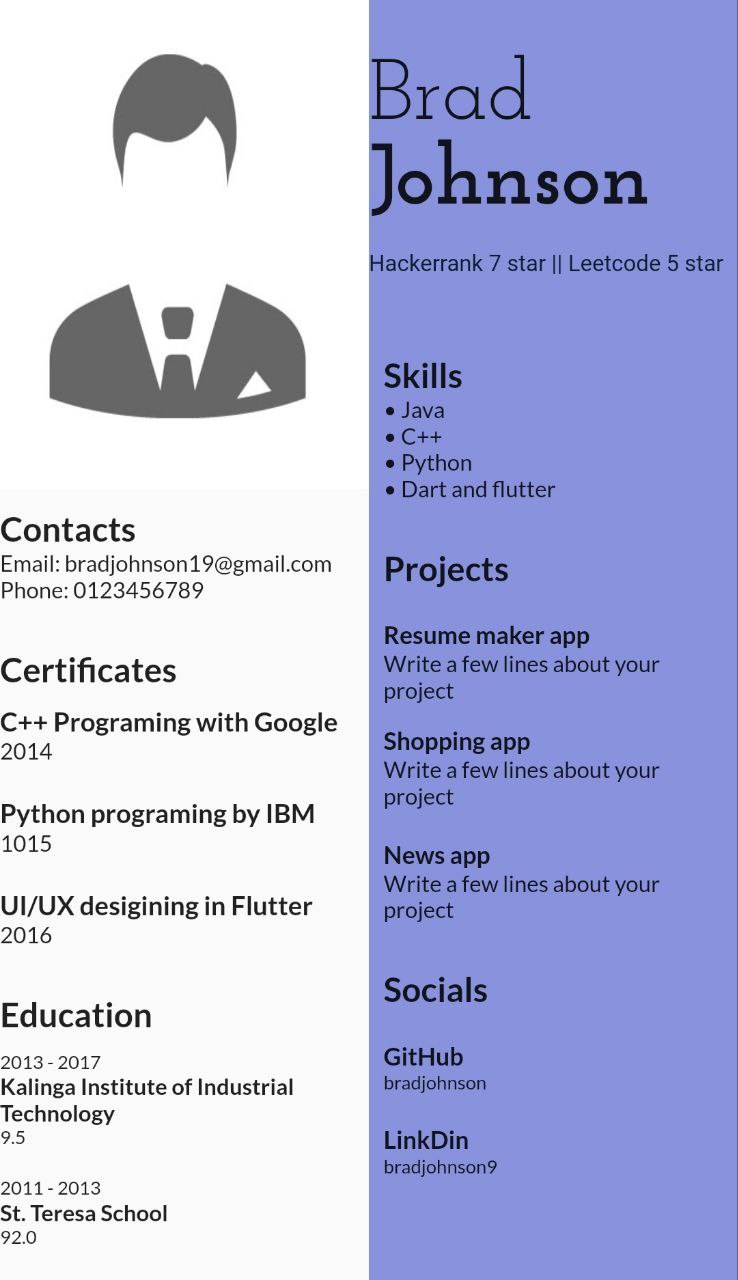 Brad
Johnson
Hackerrank 7 star || Leetcode 5 star
Contacts
Email: bradjohnson19@gmail.com
Phone: 0123456789
Certificates
C++ Programing with Google
2014
Python programing by IBM
1015
UI/UX desigining in Flutter
2016
Education
2013 - 2017
Kalinga Institute of Industrial
Technology
9.5
2011 - 2013
St. Teresa School
92.0
Skills
• Java
• C++
• Python
• Dart and flutter
Projects
Resume maker app
Write a few lines about your
project
Shopping app
Write a few lines about your
project
News app
Write a few lines about your
project
Socials
GitHub
bradjohnson
LinkDin
bradjohnson9